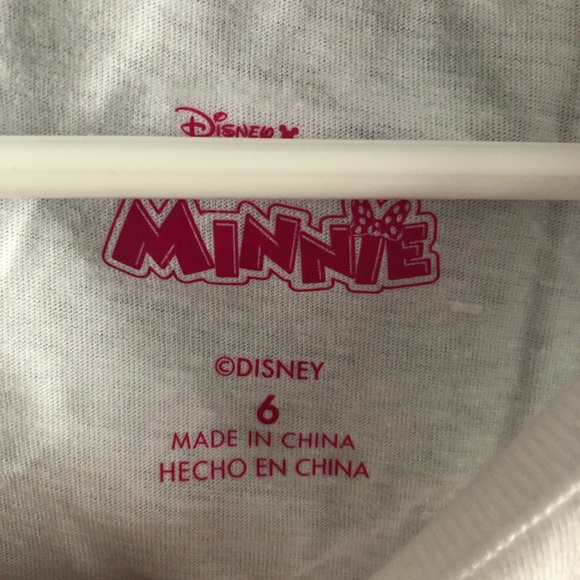 Disney
MINNIE
©DISNEY
6
MADE IN CHINA
HECHO EN CHINA